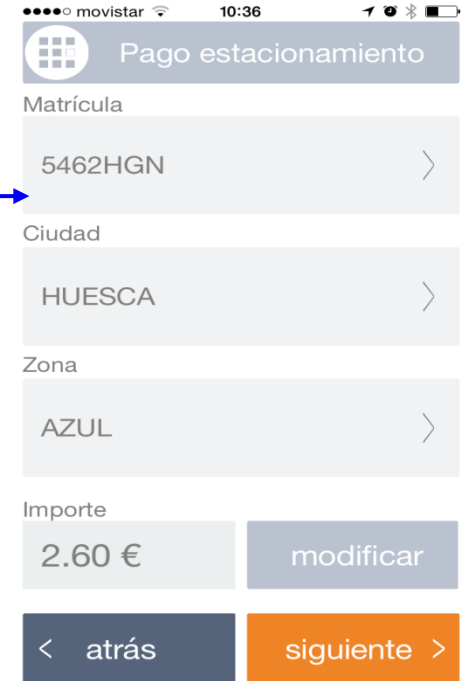 movistar 10:36
Pago estacionamiento
Matrícula
5462HGN
Ciudad
HUESCA
Zona
AZUL
Importe
2.60 € modificar
< atrás siguiente >